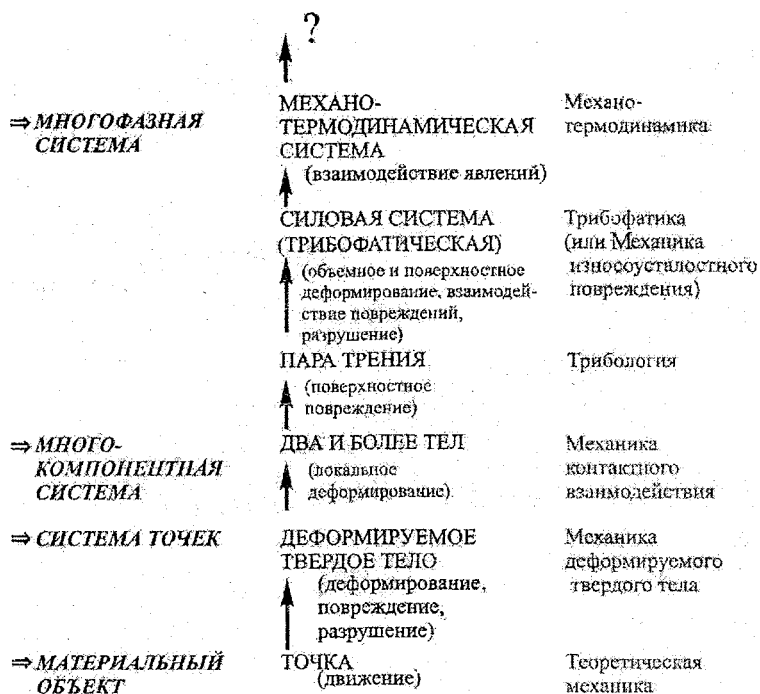 ?
⇒ МНОГОФАЗНАЯ
СИСТЕМА
МЕХАНО-
ТЕРМОДИНАМИЧЕСКАЯ
СИСТЕМА
(взаимодействие явлений)
Механо-
термодинамика
СИЛОВАЯ СИСТЕМА
(ТРИБОФАТИЧЕСКАЯ)
(объемное и поверхностное
деформирование, взаимодей-
ствие повреждений,
разрушение)
Трибофатика
(или Механика
износоусталостного
повреждения)
ПАРА ТРЕНИЯ
(поверхностное
повреждение)
Трибология
⇒ МНОГО-
КОМПОНЕНТНАЯ
СИСТЕМА
ДВА И БОЛЕЕ ТЕЛ
(локальное
деформирование)
Механика
контактного
взаимодействия
⇒ СИСТЕМА ТОЧЕК
ДЕФОРМИРУЕМОЕ
ТВЕРДОЕ ТЕЛО
(деформирование,
повреждение,
разрушение)
Механика
деформируемого
твердого тела
⇒ МАТЕРИАЛЬНЫЙ
ОБЪЕКТ
ТОЧКА
(движение)
Теоретическая
механика